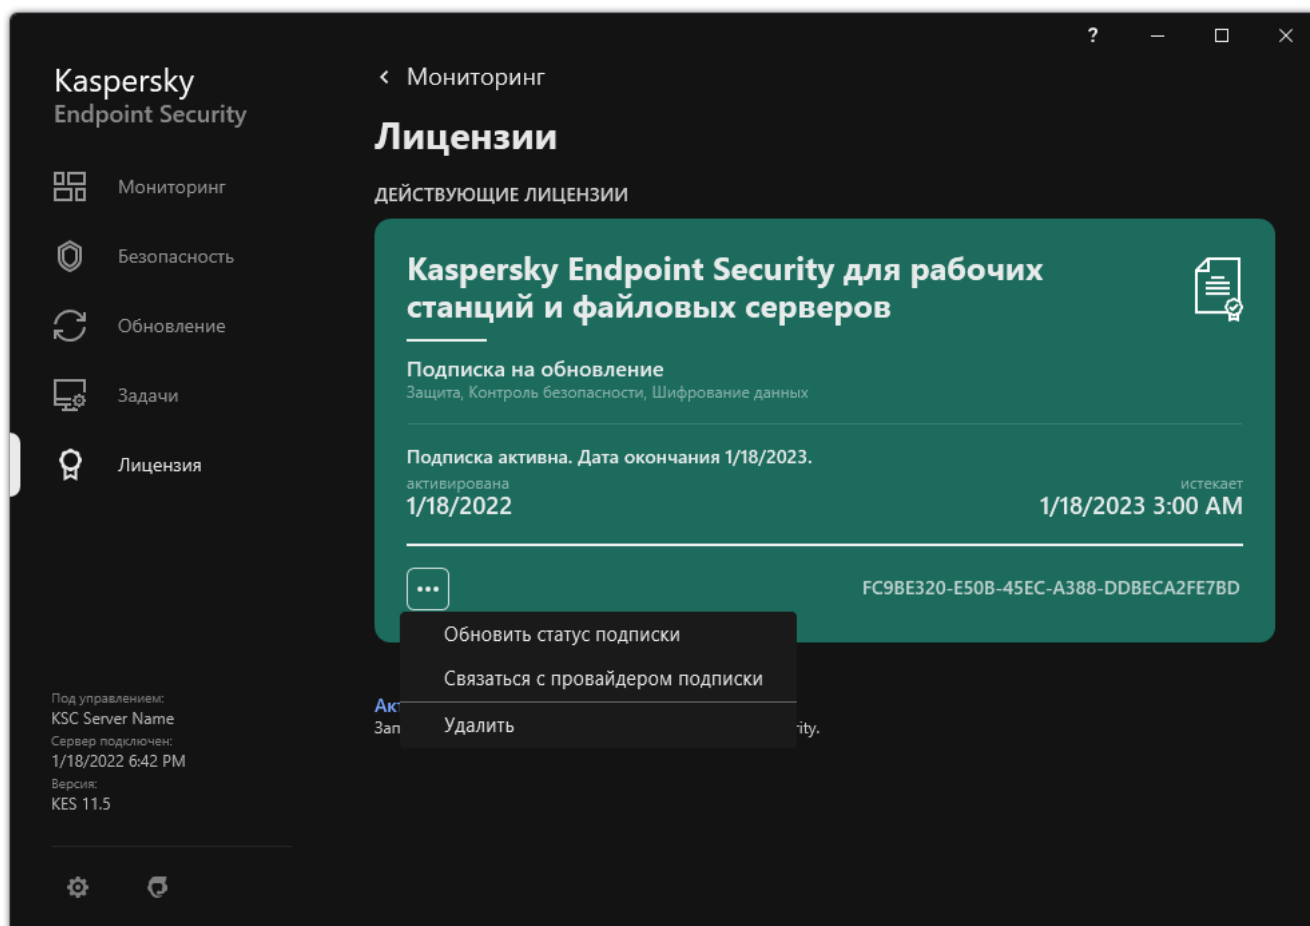 ?
Kaspersky
Endpoint Security
Мониторинг
Безопасность
Обновление
Задачи
Лицензия
Под управлением:
KSC Server Name
Сервер подключен:
1/18/2022 6:42 PM
Версия:
KES 11.5
Мониторинг
Лицензии
ДЕЙСТВУЮЩИЕ ЛИЦЕНЗИИ
Kaspersky Endpoint Security для рабочих
станций и файловых серверов
Подписка на обновление
Защита, Контроль безопасности, Шифрование данных
Подписка активна. Дата окончания 1/18/2023.
активирована истекает
1/18/2022 1/18/2023 3:00 AM
FC9BE320-E50B-45EC-A388-DDBECA2FE7BD
Обновить статус подписки
Связаться с провайдером подписки
Удалить